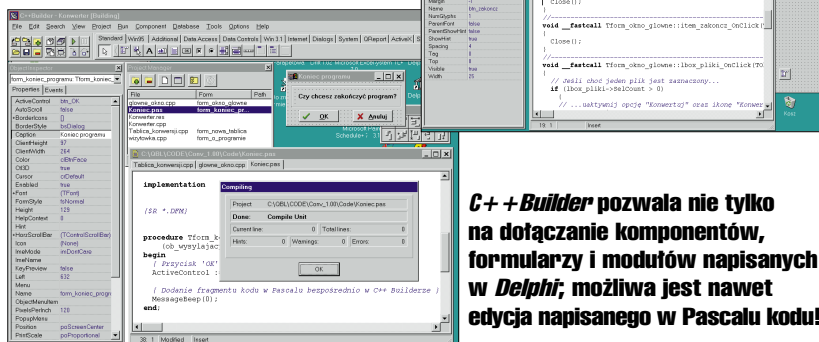 C++Builder - Konwerter [Building]
File Edit Search View Project Run Component Database Tools Options Help
Standard Win95 Additional Data Access Data Controls Win 3.1 Internet Dialogs System QReport ActiveX
Object Inspector
form_koniec_programu: Tform_koniec_
Properties Events
ActiveControl btn_OK
AutoScroll false
+BorderIcons []
BorderStyle bsDialog
Caption Koniec programu
ClientHeight 97
ClientWidth 264
Color clBtnFace
Ctl3D true
Cursor crDefault
Enabled true
+Font (TFont)
FormStyle fsNormal
Height 129
HelpContext 0
Hint
+HorzScrollBar (TControlScrollBar)
Icon (None)
ImeMode imDontCare
ImeName
KeyPreview false
Left 632
Menu
Name form_koniec_progr
ObjectMenuItem
PixelsPerInch 120
PopupMenu
Position poScreenCenter
PrintScale poProportional
Project Manager
File Form Path
glowne_okno.cpp form_okno_glowne
Koniec.pas form_koniec_pr...
Konwerter.res
Konwerter.cpp
Tablica_konwersji.cpp form_nowa_tablica
wizytowka.cpp form_o_programie
Koniec programu
Czy chcesz zakończyć program?
OK Anuluj
Microsoft
Schedule+
C:\OBL\CODE\Conv_1.00\Code\Koniec.pas
Tablica_konwersji.cpp glowne_okno.cpp Koniec.pas
implementation
{$R *.DFM}
procedure Tform_ko
(ob_wysylajac
begin
{ Przycisk 'OK'
ActiveControl :
{ Dodanie fragmentu kodu w Pascalu bezpośrednio w C++ Builderze }
MessageBeep(0);
end;
38: 1 Modified Insert
Compiling
Project: C:\OBL\CODE\Conv_1.00\Code\Koniec.pas
Done: Compile Unit
Current line: 0 Total lines: 0
Hints: 0 Warnings: 0 Errors: 0
OK
Margin -1
Name btn_zakoncz
NumGlyphs 1
ParentFont false
ParentShowHint false
ShowHint true
Spacing 4
Tag 0
Top 8
Visible true
Width 25
Close();
}
//
void __fastcall Tform_okno_glowne::item_zakoncz_OnClick(
{
Close();
}
//
void __fastcall Tform_okno_glowne::lbox_pliki_OnClick(TO
{
// Jeśli choć jeden plik jest zaznaczony...
if (lbox_pliki->SelCount > 0)
{
// ...uaktywnij opcję "Konwertuj" oraz ikonę "Konwer
19: 1 Insert
Kosz
C++Builder pozwala nie tylko
na dołączanie komponentów,
formularzy i modułów napisanych
w Delphi; możliwa jest nawet
edycja napisanego w Pascalu kodu!